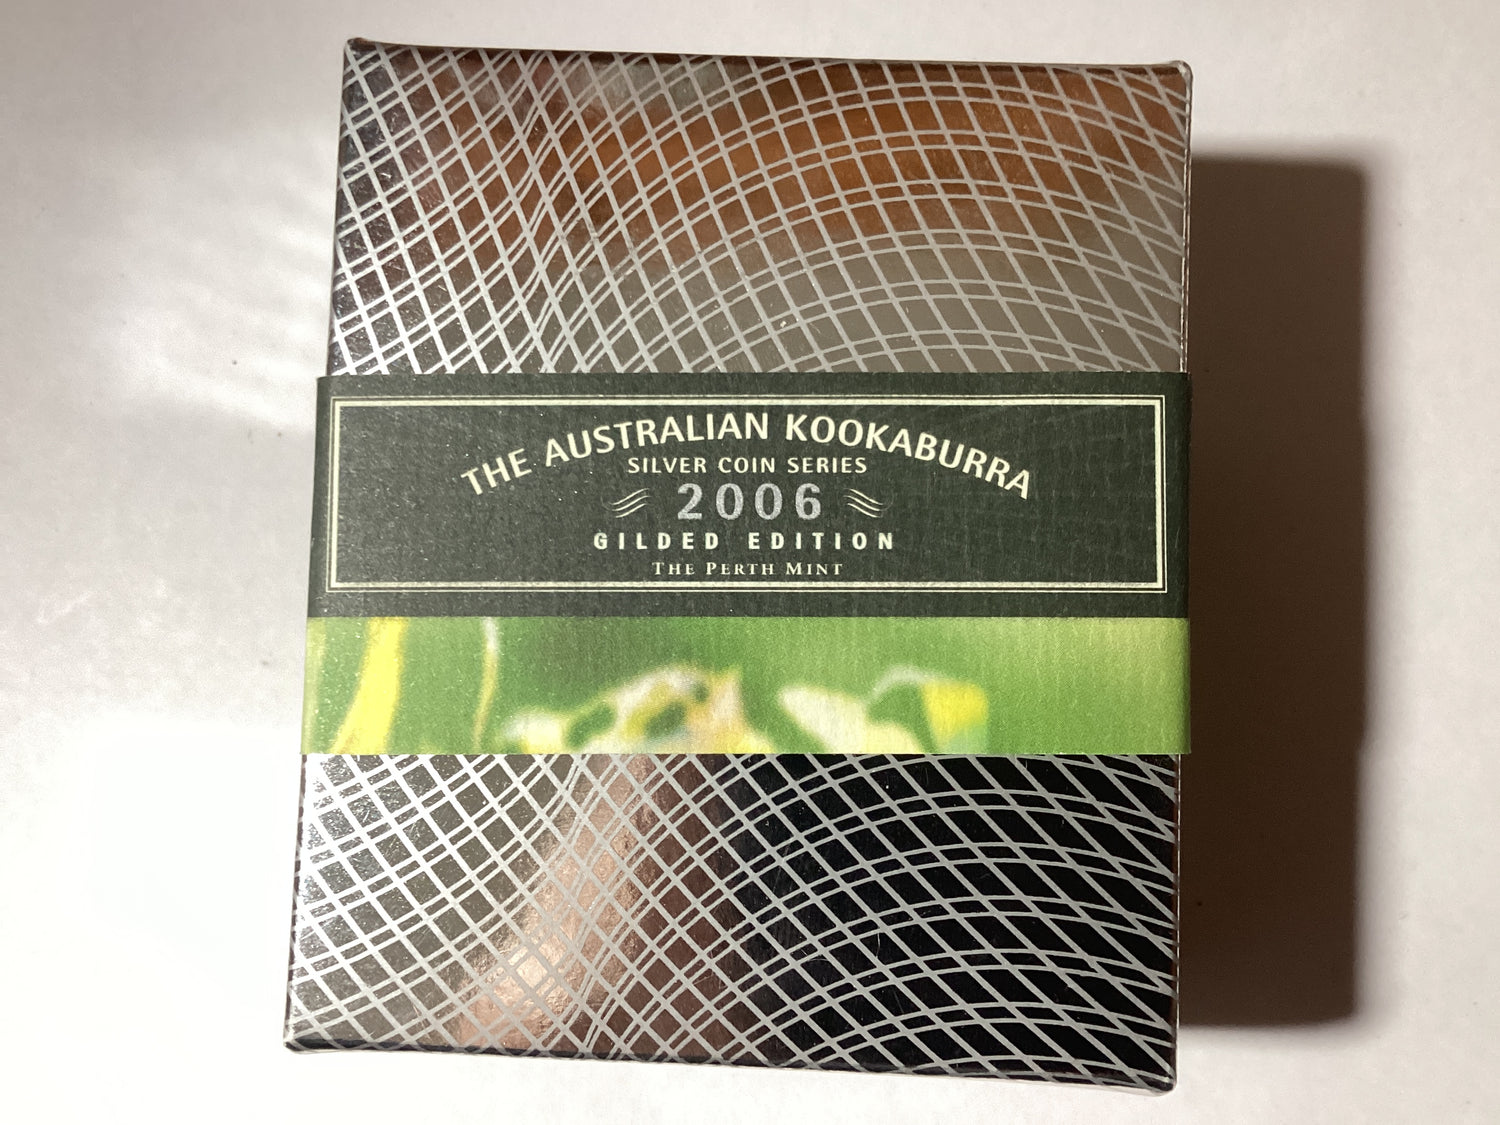 THE AUSTRALIAN KOOKABURRA
SILVER COIN SERIES
2006
GILDED EDITION
THE PERTH MINT